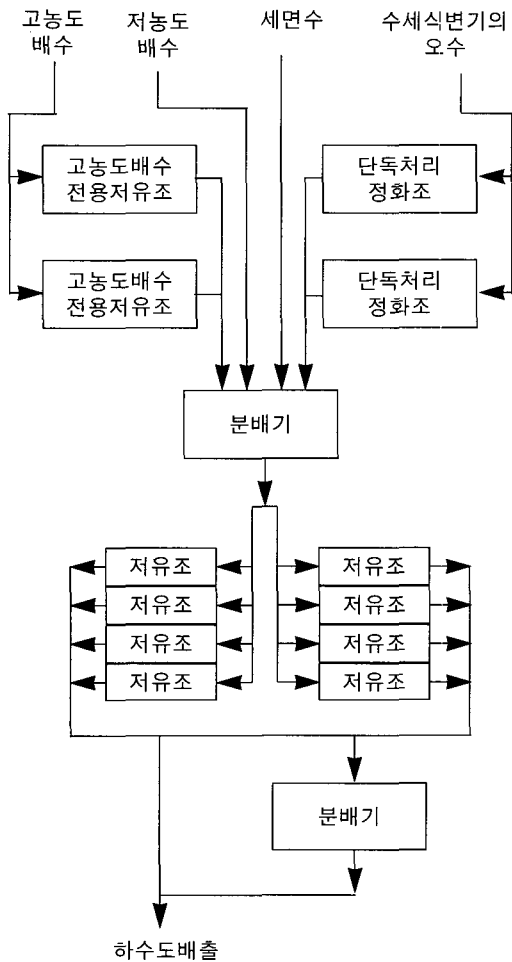 고농도
배수
저농도
배수
세면수
수세식변기의
오수
고농도배수
전용저유조
단독처리
정화조
고농도배수
전용저유조
단독처리
정화조
분배기
저유조
저유조
저유조
저유조
저유조
저유조
저유조
저유조
분배기
하수도배출